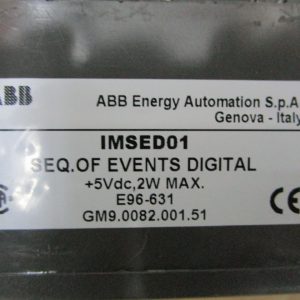 ABB
ABB Energy Automation S.p.A
Genova - Italy
IMSED01
SEQ.OF EVENTS DIGITAL
+5Vdc,2W MAX.
E96-631
GM9.0082.001.51